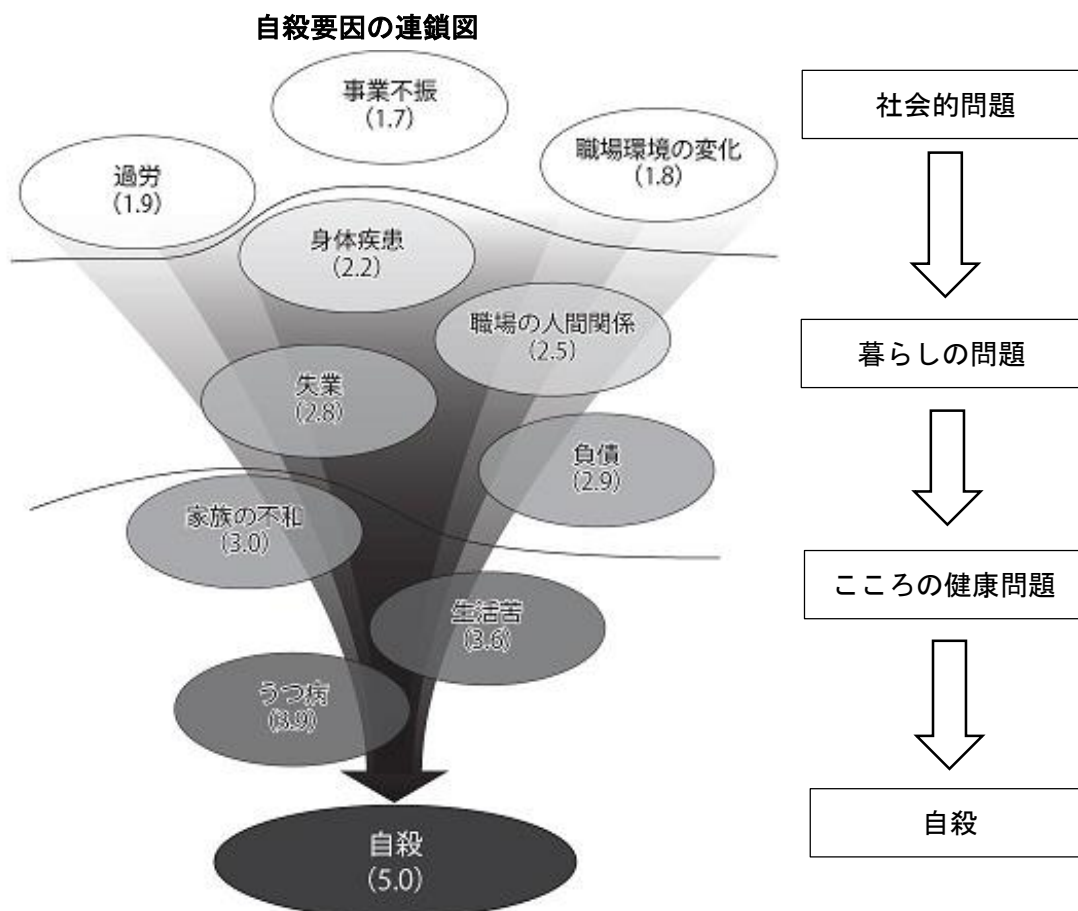 自殺要因の連鎖図
事業不振
(1.7)
過労
(1.9)
職場環境の変化
(1.8)
身体疾患
(2.2)
職場の人間関係
(2.5)
失業
(2.8)
負債
(2.9)
家族の不和
(3.0)
生活苦
(3.6)
うつ病
(3.9)
自殺
(5.0)
社会的問題
暮らしの問題
こころの健康問題
自殺